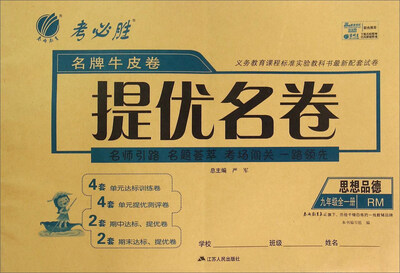 春雨教育
考必胜
名牌牛皮卷
义务教育课程标准实验教科书最新配套试卷
提优名卷
名师引路 名题荟萃 考场闯关 一路领先
总主编 严军
4套 单元达标训练卷
4套 单元提优测评卷
2套 期中达标、提优卷
2套 期末达标、提优卷
思想品德
九年级全一册 RM
学校 班级 姓名
江苏人民出版社